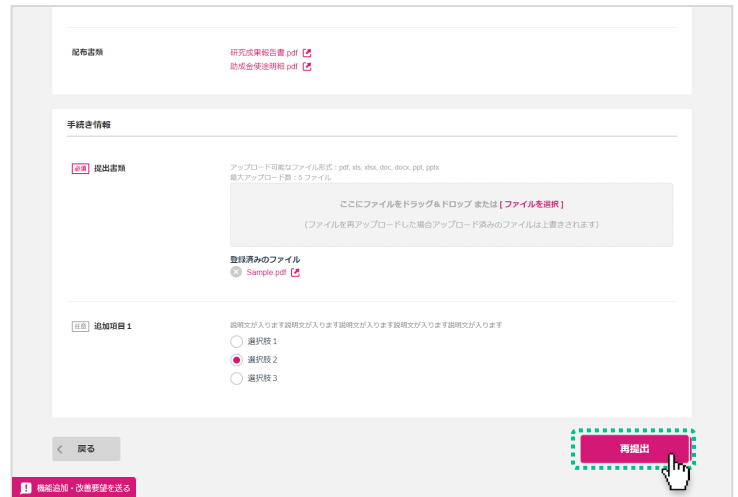 配布書類
研究成果報告書.pdf
助成金使途明細.pdf
手続き情報
必須 提出書類
アップロード可能なファイル形式：pdf, xls, xlsx, doc, docx, ppt, pptx
最大アップロード数：5 ファイル
ここにファイルをドラッグ&ドロップ または [ ファイルを選択 ]
(ファイルを再アップロードした場合アップロード済みのファイルは上書きされます)
登録済みのファイル
Sample.pdf
任意 追加項目 1
説明文が入ります説明文が入ります説明文が入ります説明文が入ります説明文が入ります
選択肢 1
選択肢 2
選択肢 3
戻る
再提出
機能追加・改善要望を送る